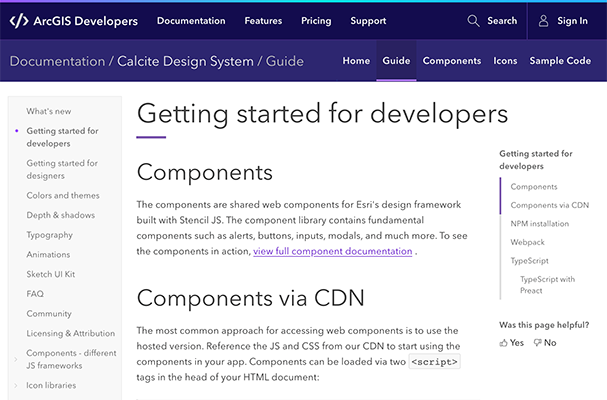 </> ArcGIS Developers Documentation Features Pricing Support Search Sign In
Documentation / Calcite Design System / Guide Home Guide Components Icons Sample Code
What's new
Getting started for
developers
Getting started for
designers
Colors and themes
Depth & shadows
Typography
Animations
Sketch UI Kit
FAQ
Community
Licensing & Attribution
Components - different
JS frameworks
Icon libraries
Getting started for developers
Components
The components are shared web components for Esri's design framework
built with Stencil JS. The component library contains fundamental
components such as alerts, buttons, inputs, modals, and much more. To see
the components in action, view full component documentation .
Components via CDN
The most common approach for accessing web components is to use the
hosted version. Reference the JS and CSS from our CDN to start using the
components in your app. Components can be loaded via two <script>
tags in the head of your HTML document:
Getting started for
developers
Components
Components via CDN
NPM installation
Webpack
TypeScript
TypeScript with
Preact
Was this page helpful?
Yes No